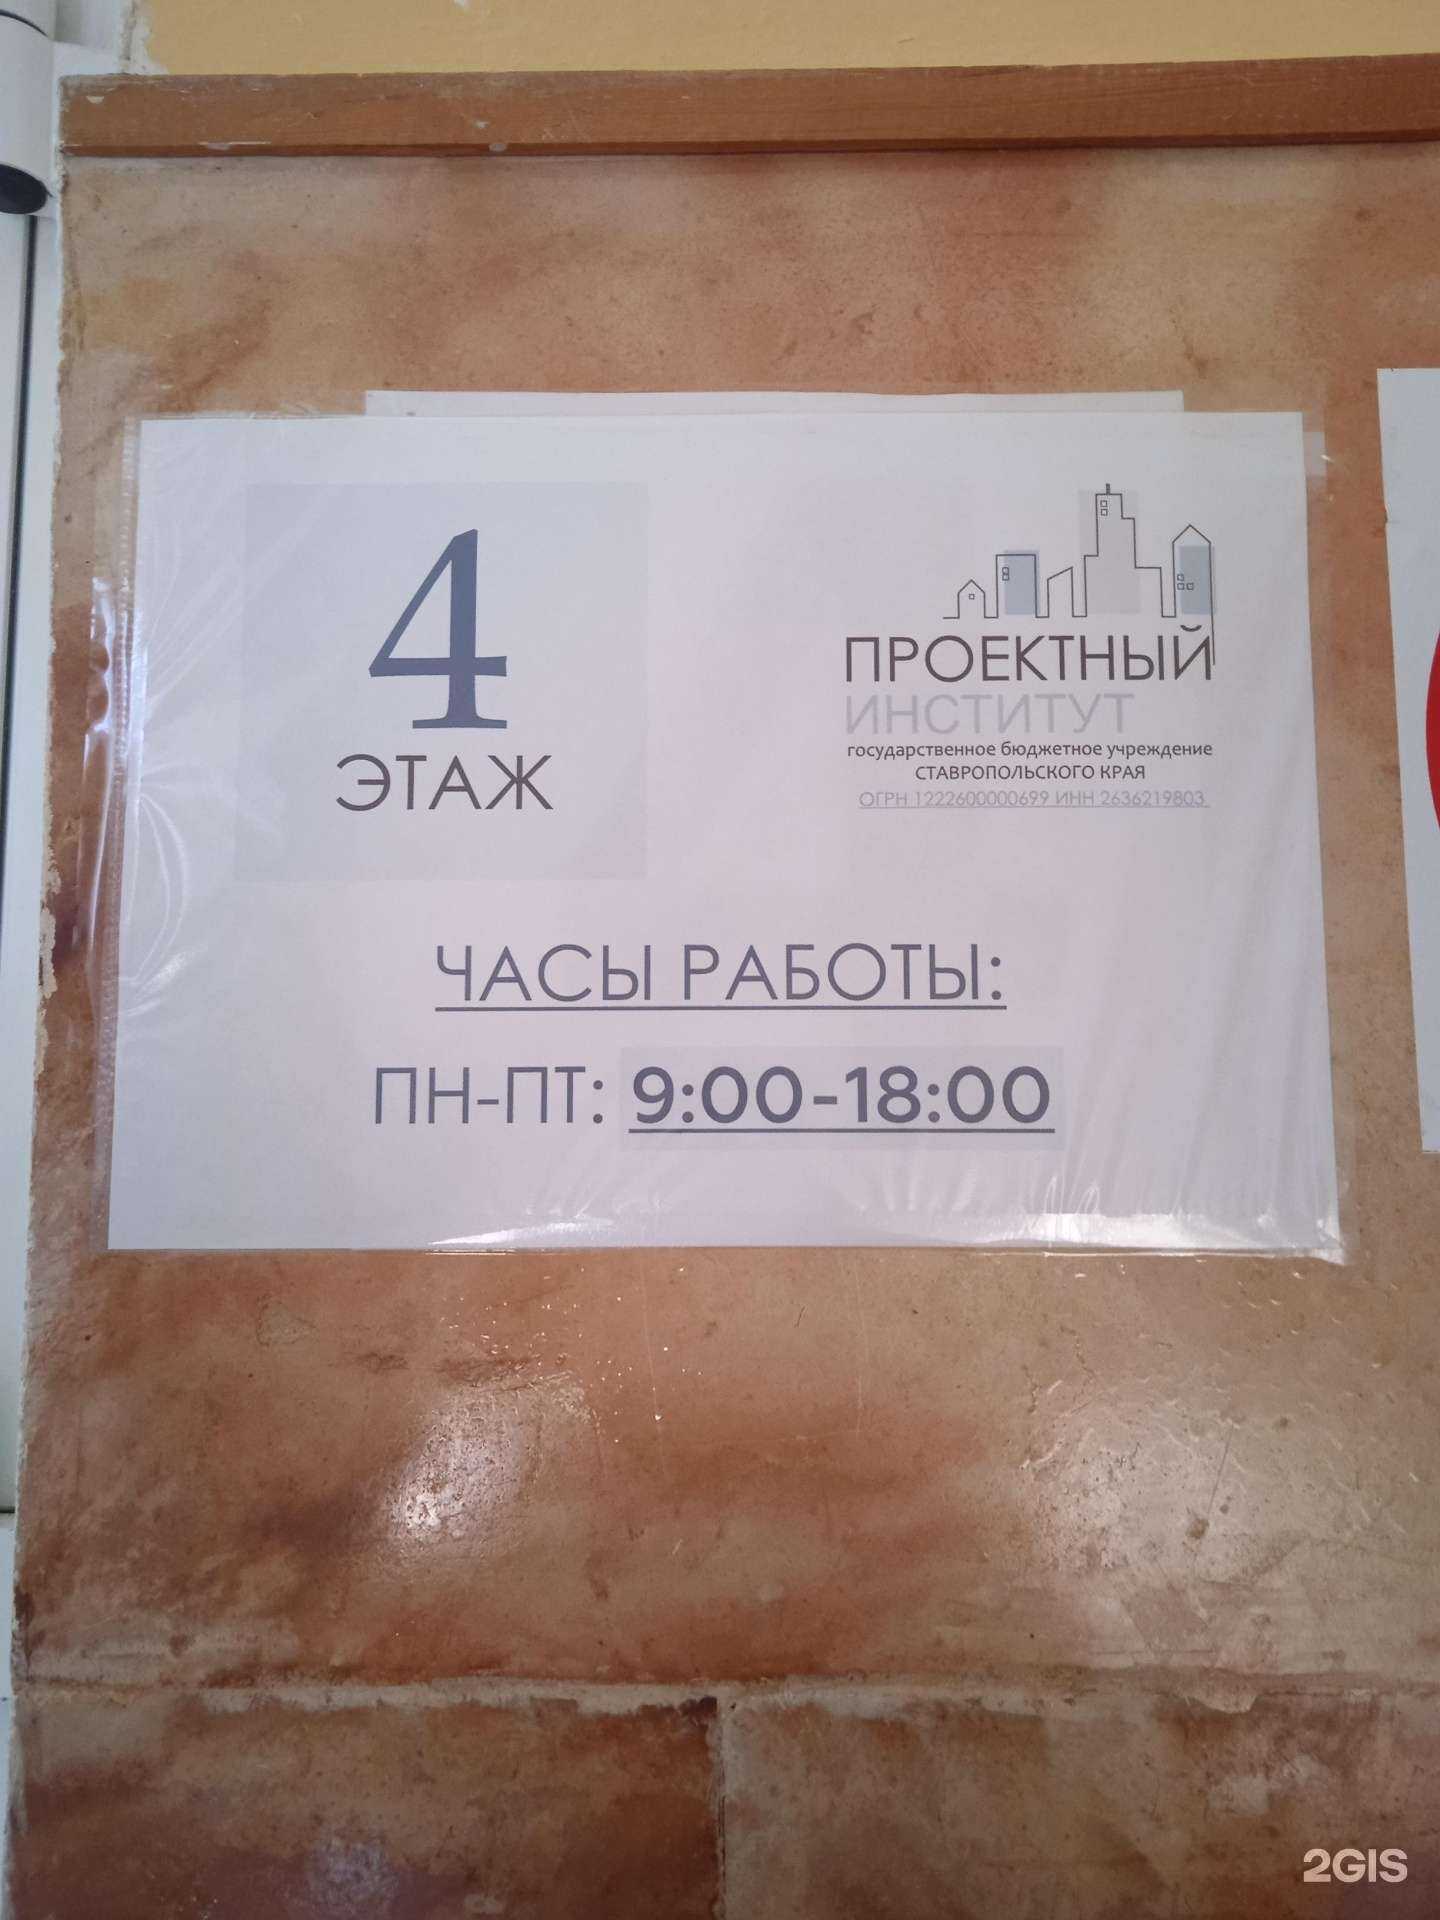 4
ЭТАЖ
ПРОЕКТНЫЙ
ИНСТИТУТ
государственное бюджетное учреждение
СТАВРОПОЛЬСКОГО КРАЯ
ОГРН 1222600000699 ИНН 2636219803
ЧАСЫ РАБОТЫ:
ПН-ПТ: 9:00-18:00
2GIS